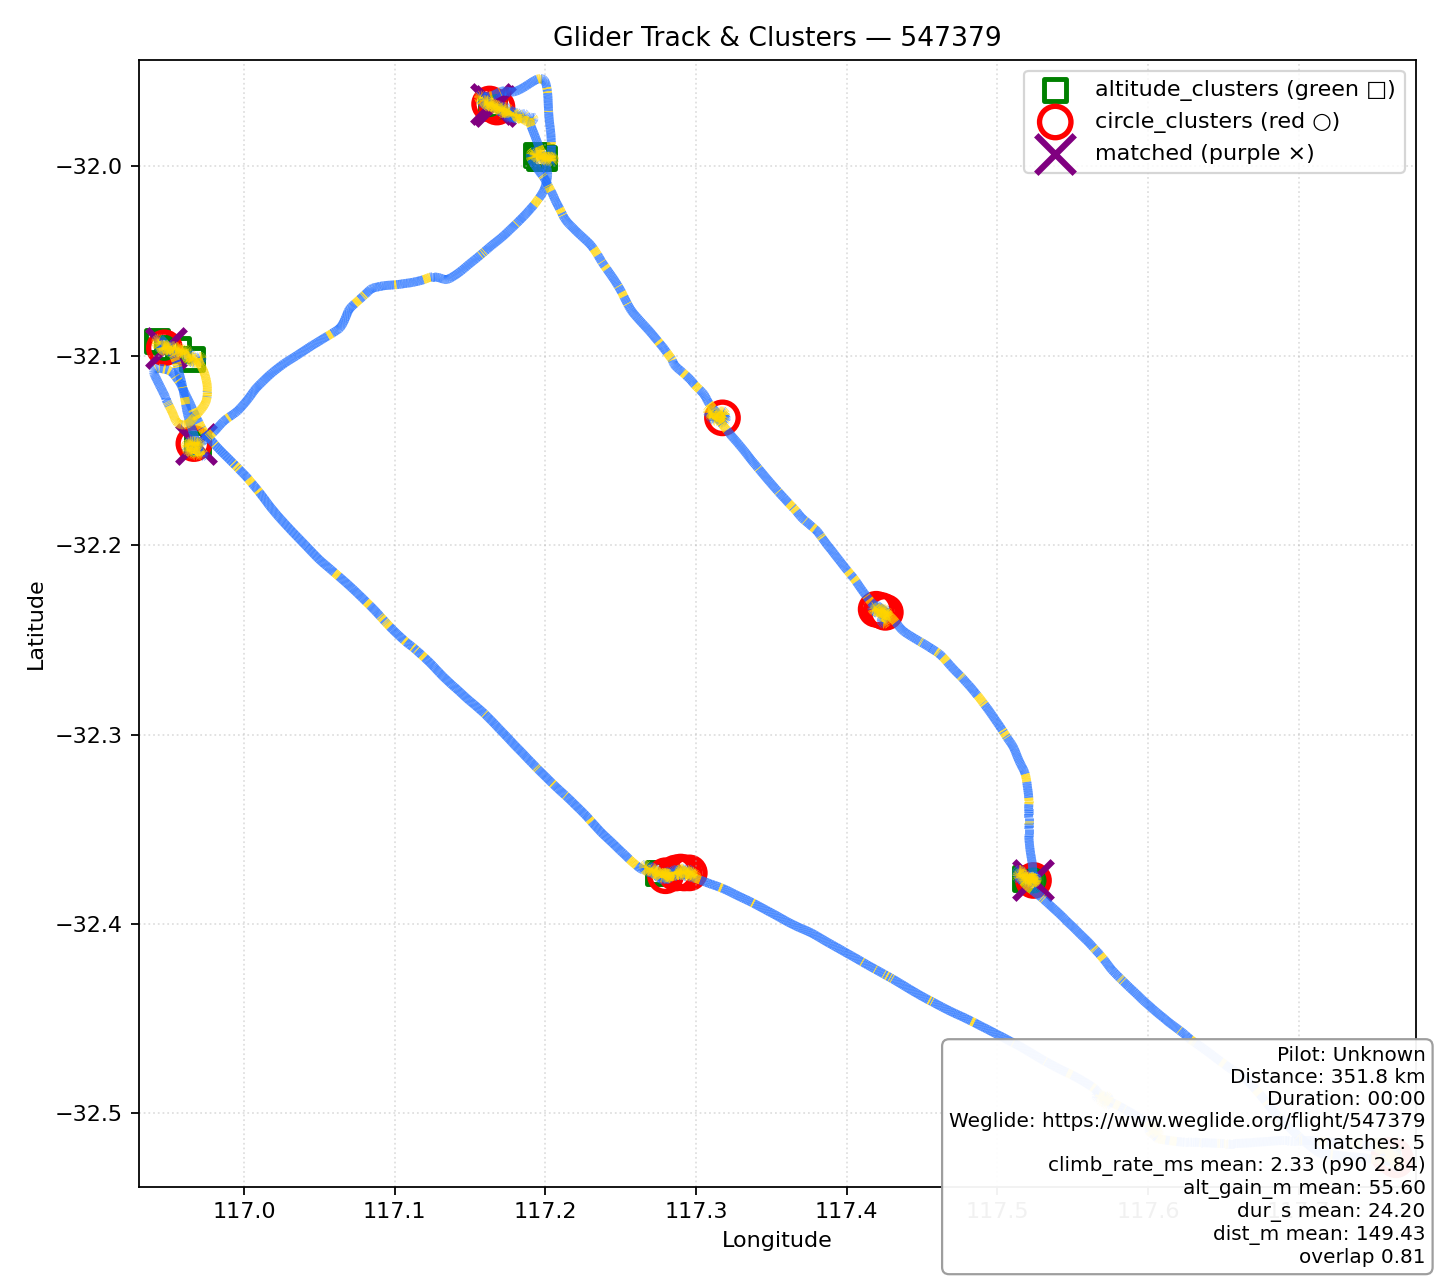 Glider Track & Clusters — 547379
altitude_clusters (green □)
circle_clusters (red ○)
matched (purple ×)
−32.0
−32.1
−32.2
−32.3
−32.4
−32.5
Latitude
117.0
117.1
117.2
117.3
117.4
117.5
117.6
Longitude
Pilot: Unknown
Distance: 351.8 km
Duration: 00:00
Weglide: https://www.weglide.org/flight/547379
matches: 5
climb_rate_ms mean: 2.33 (p90 2.84)
alt_gain_m mean: 55.60
dur_s mean: 24.20
dist_m mean: 149.43
overlap 0.81